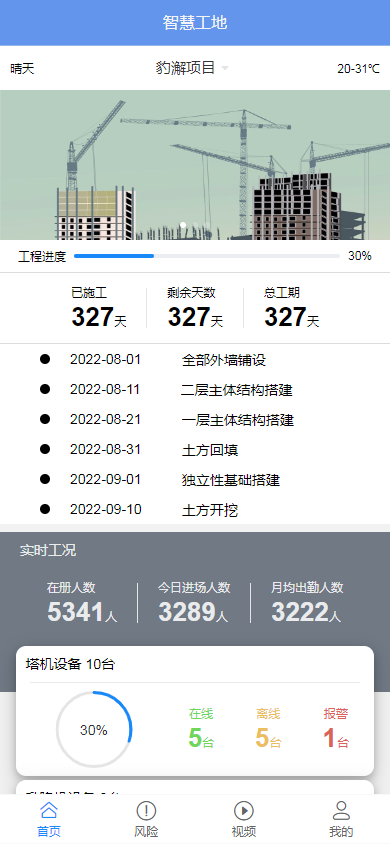 智慧工地
晴天 豹澥项目 20-31℃
工程进度 30%
已施工 剩余天数 总工期
327天 327天 327天
2022-08-01 全部外墙铺设
2022-08-11 二层主体结构搭建
2022-08-21 一层主体结构搭建
2022-08-31 土方回填
2022-09-01 独立性基础搭建
2022-09-10 土方开挖
实时工况
在册人数 今日进场人数 月均出勤人数
5341人 3289人 3222人
塔机设备 10台
在线 离线 报警
30% 5台 5台 1台
首页 风险 视频 我的